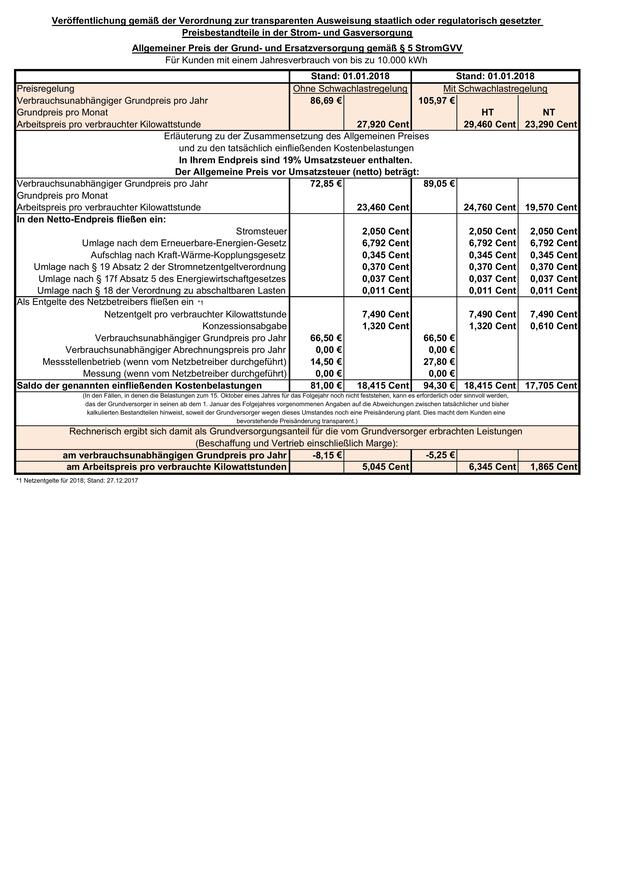 Veröffentlichung gemäß der Verordnung zur transparenten Ausweisung staatlich oder regulatorisch gesetzter
Preisbestandteile in der Strom- und Gasversorgung
Allgemeiner Preis der Grund- und Ersatzversorgung gemäß § 5 StromGVV
Für Kunden mit einem Jahresverbrauch von bis zu 10.000 kWh
Stand: 01.01.2018 Stand: 01.01.2018
Preisregelung Ohne Schwachlastregelung Mit Schwachlastregelung
Verbrauchsunabhängiger Grundpreis pro Jahr 86,69 € 105,97 €
Grundpreis pro Monat HT NT
Arbeitspreis pro verbrauchter Kilowattstunde 27,920 Cent 29,460 Cent 23,290 Cent
Erläuterung zu der Zusammensetzung des Allgemeinen Preises
und zu den tatsächlich einfließenden Kostenbelastungen
In Ihrem Endpreis sind 19% Umsatzsteuer enthalten.
Der Allgemeine Preis vor Umsatzsteuer (netto) beträgt:
Verbrauchsunabhängiger Grundpreis pro Jahr 72,85 € 89,05 €
Grundpreis pro Monat
Arbeitspreis pro verbrauchter Kilowattstunde 23,460 Cent 24,760 Cent 19,570 Cent
In den Netto-Endpreis fließen ein:
Stromsteuer 2,050 Cent 2,050 Cent 2,050 Cent
Umlage nach dem Erneuerbare-Energien-Gesetz 6,792 Cent 6,792 Cent 6,792 Cent
Aufschlag nach Kraft-Wärme-Kopplungsgesetz 0,345 Cent 0,345 Cent 0,345 Cent
Umlage nach § 19 Absatz 2 der Stromnetzentgeltverordnung 0,370 Cent 0,370 Cent 0,370 Cent
Umlage nach § 17f Absatz 5 des Energiewirtschaftgesetzes 0,037 Cent 0,037 Cent 0,037 Cent
Umlage nach § 18 der Verordnung zu abschaltbaren Lasten 0,011 Cent 0,011 Cent 0,011 Cent
Als Entgelte des Netzbetreibers fließen ein *1
Netzentgelt pro verbrauchter Kilowattstunde 7,490 Cent 7,490 Cent 7,490 Cent
Konzessionsabgabe 1,320 Cent 1,320 Cent 0,610 Cent
Verbrauchsunabhängiger Grundpreis pro Jahr 66,50 € 66,50 €
Verbrauchsunabhängiger Abrechnungspreis pro Jahr 0,00 € 0,00 €
Messstellenbetrieb (wenn vom Netzbetreiber durchgeführt) 14,50 € 27,80 €
Messung (wenn vom Netzbetreiber durchgeführt) 0,00 € 0,00 €
Saldo der genannten einfließenden Kostenbelastungen 81,00 € 18,415 Cent 94,30 € 18,415 Cent 17,705 Cent
(In den Fällen, in denen die Belastungen zum 15. Oktober eines Jahres für das Folgejahr noch nicht feststehen, kann es erforderlich oder sinnvoll werden,
das der Grundversorger in seinen ab dem 1. Januar des Folgejahres vorgenommenen Angaben auf die Abweichungen zwischen tatsächlicher und bisher
kalkulierten Bestandteilen hinweist, soweit der Grundversorger wegen dieses Umstandes noch eine Preisänderung plant. Dies macht dem Kunden eine
bevorstehende Preisänderung transparent.)
Rechnerisch ergibt sich damit als Grundversorgungsanteil für die vom Grundversorger erbrachten Leistungen
(Beschaffung und Vertrieb einschließlich Marge):
am verbrauchsunabhängigen Grundpreis pro Jahr -8,15 € -5,25 €
am Arbeitspreis pro verbrauchte Kilowattstunden 5,045 Cent 6,345 Cent 1,865 Cent
*1 Netzentgelte für 2018; Stand: 27.12.2017